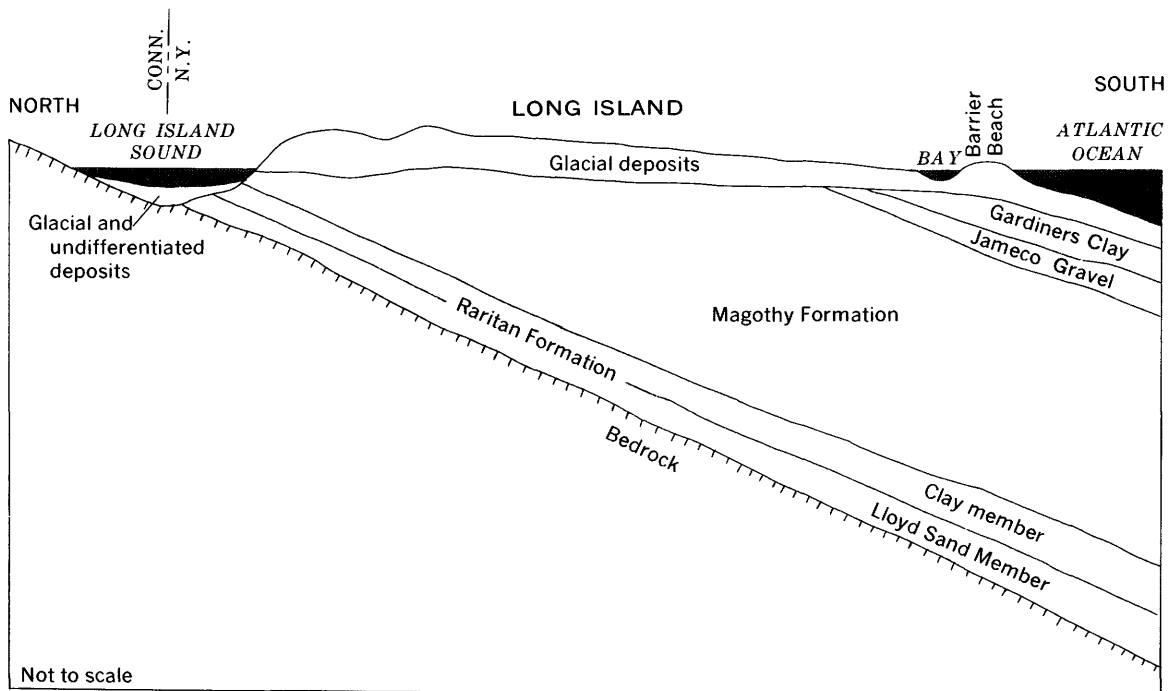 CONN.
N.Y.
NORTH
SOUTH
LONG ISLAND
LONG ISLAND
SOUND
BAY
Barrier
Beach
ATLANTIC
OCEAN
Glacial deposits
Glacial and
undifferentiated
deposits
Gardiners Clay
Jameco Gravel
Magothy Formation
Raritan Formation
Bedrock
Clay member
Lloyd Sand Member
Not to scale